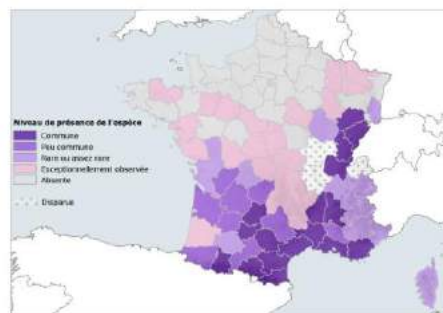 Niveau de présence de l'espèce
Commune
Peu commune
Rare ou assez rare
Exceptionnellement observée
Absente
Disparue